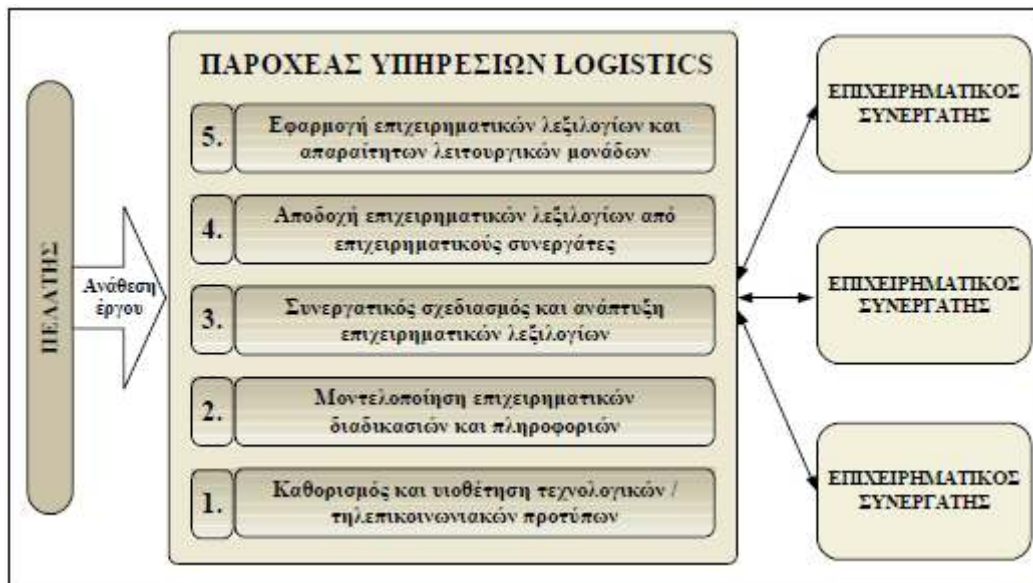 ΠΕΛΑΤΗΣ
Ανάθεση
έργου
ΠΑΡΟΧΕΑΣ ΥΠΗΡΕΣΙΩΝ LOGISTICS
5. Εφαρμογή επιχειρηματικών λεξιλογίων και
απαραίτητων λειτουργικών μονάδων
4. Αποδοχή επιχειρηματικών λεξιλογίων από
επιχειρηματικούς συνεργάτες
3. Συνεργατικός σχεδιασμός και ανάπτυξη
επιχειρηματικών λεξιλογίων
2. Μοντελοποίηση επιχειρηματικών
διαδικασιών και πληροφοριών
1. Καθορισμός και υιοθέτηση τεχνολογικών /
τηλεπικοινωνιακών προτύπων
ΕΠΙΧΕΙΡΗΜΑΤΙΚΟΣ
ΣΥΝΕΡΓΑΤΗΣ
ΕΠΙΧΕΙΡΗΜΑΤΙΚΟΣ
ΣΥΝΕΡΓΑΤΗΣ
ΕΠΙΧΕΙΡΗΜΑΤΙΚΟΣ
ΣΥΝΕΡΓΑΤΗΣ